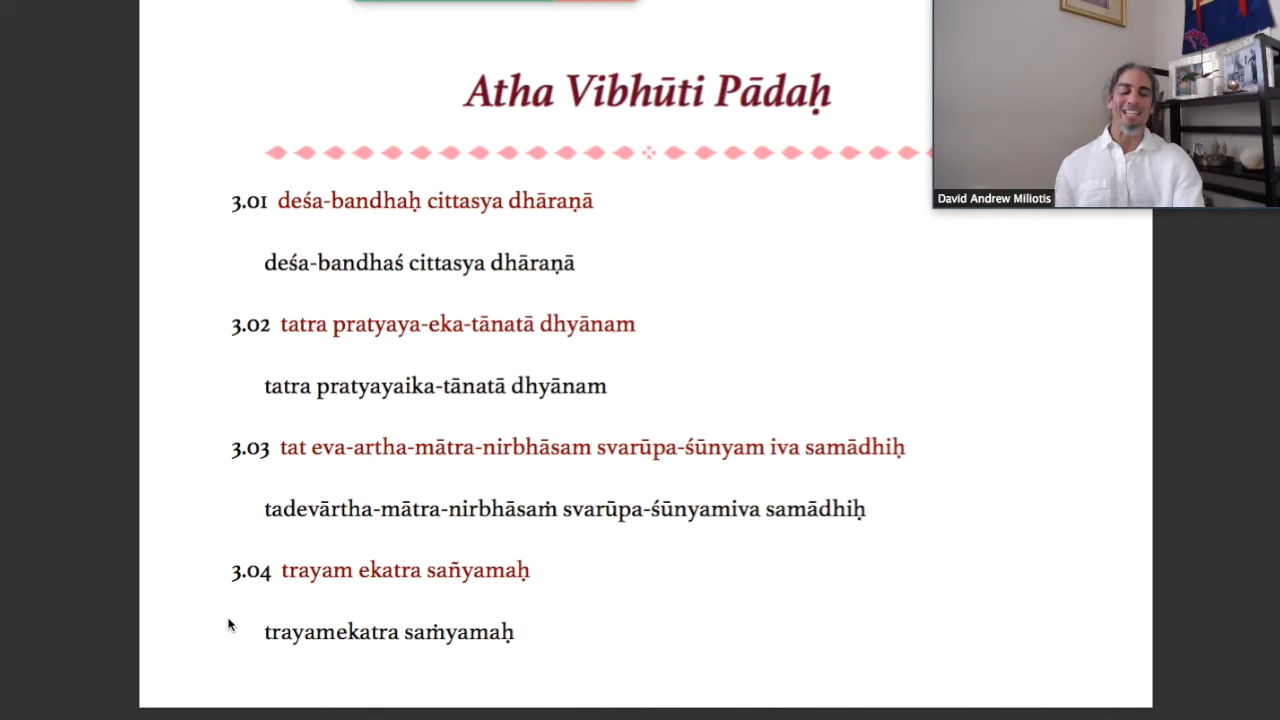 Atha Vibhūti Pādaḥ
David Andrew Miliotis
3.01 deśa-bandhaḥ cittasya dhāraṇā
deśa-bandhaś cittasya dhāraṇā
3.02 tatra pratyaya-eka-tānatā dhyānam
tatra pratyayaika-tānatā dhyānam
3.03 tat eva-artha-mātra-nirbhāsam svarūpa-śūnyam iva samādhiḥ
tadevārtha-mātra-nirbhāsaṁ svarūpa-śūnyamiva samādhiḥ
3.04 trayam ekatra sañyamaḥ
trayamekatra saṁyamaḥ